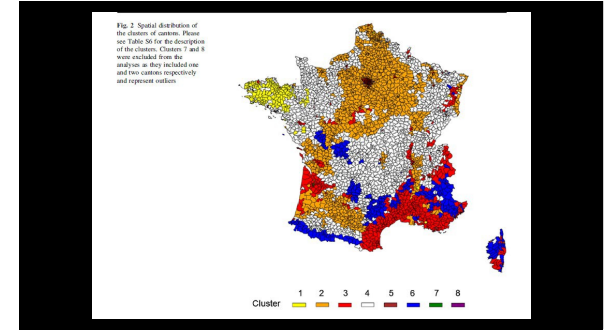 Fig. 2 Spatial distribution of
the clusters of cantons. Please
see Table S6 for the description
of the clusters. Clusters 7 and 8
were excluded from the
analyses as they included one
and two cantons respectively
and represent outliers
1 2 3 4 5 6 7 8
Cluster